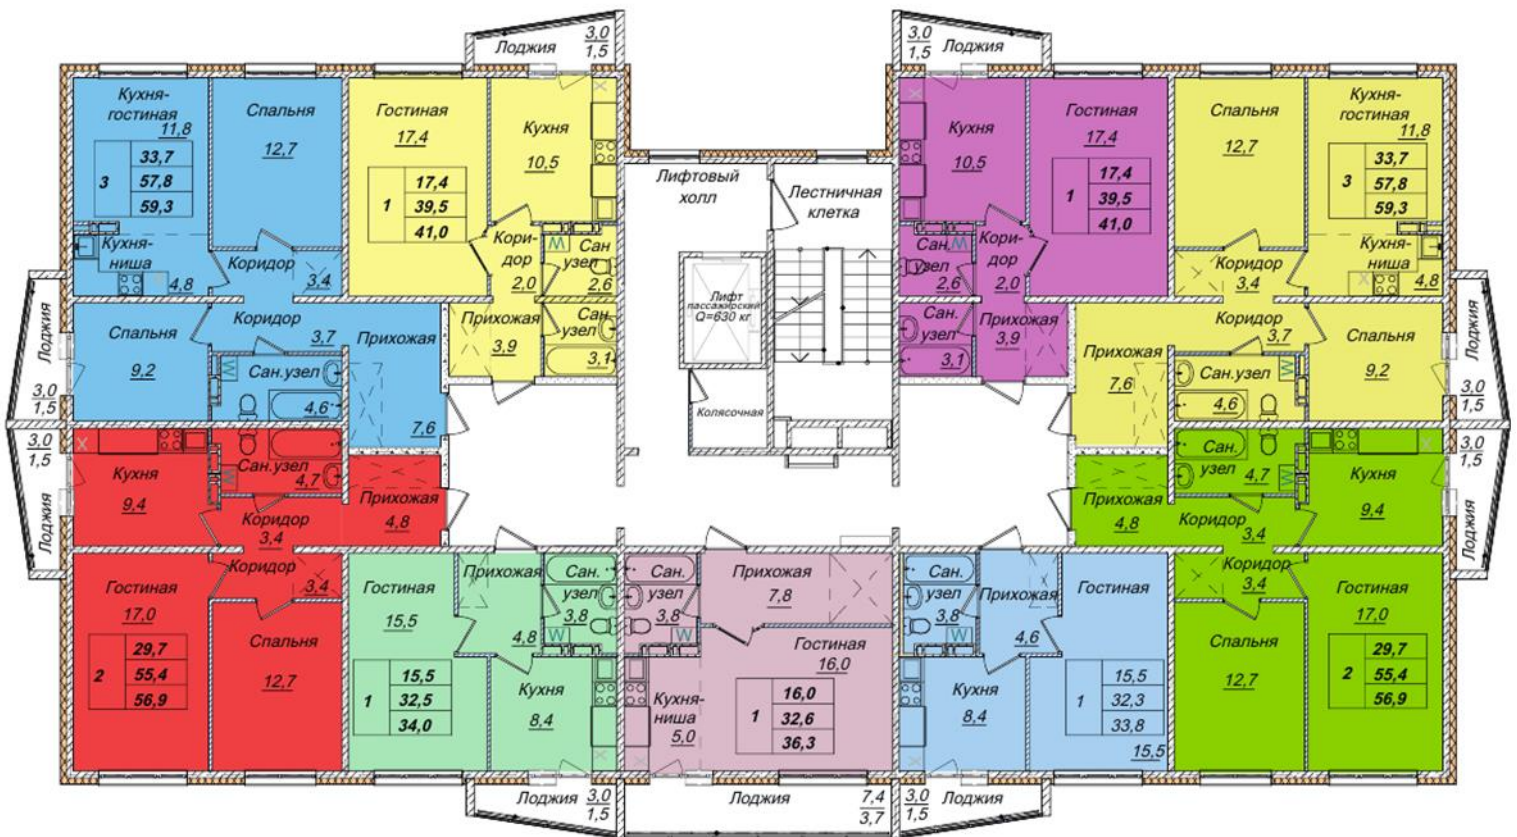 3,0
Лоджия 1,5
3,0
1,5 Лоджия
Кухня-
гостиная
11,8
33,7
3 57,8
59,3
Кухня-
ниша
4,8
Спальня
12,7
Коридор
3,4
Гостиная
17,4
17,4
1 39,5
41,0
Кухня
10,5
Кори-
дор
2,0
Сан
узел
W
2,6
Прихожая
3,9
Сан.
узел
3,1
Лифтовый
холл
Лестничная
клетка
Лифт
пассажирский
Q=630 кг
Колясочная
Кухня
10,5
Гостиная
17,4
17,4
1 39,5
41,0
Сан.
узел
W
2,6
Кори-
дор
2,0
Сан.
узел
3,1
Прихожая
3,9
Спальня
12,7
Коридор
3,4
Кухня-
гостиная
11,8
33,7
3 57,8
59,3
Кухня-
ниша
4,8
Лоджия
3,0
1,5
Спальня
9,2
Коридор
3,7
Прихожая
7,6
W
Сан.узел
4,6
Прихожая
7,6
Коридор
3,7
Сан.узел
W
4,6
Спальня
9,2
Лоджия
3,0
1,5
3,0
1,5
Лоджия
Кухня
9,4
Сан.узел
W
4,7
Прихожая
4,8
Коридор
3,4
Коридор
3,4
Гостиная
17,0
29,7
2 55,4
56,9
Спальня
12,7
Гостиная
15,5
15,5
1 32,5
34,0
Прихожая
4,8
Сан.
узел
3,8
W
Кухня
8,4
Сан.
узел
3,8
W
Прихожая
7,8
Гостиная
16,0
16,0
1 32,6
36,3
Кухня-
ниша
5,0
Сан.
узел
3,8
W
Прихожая
4,6
Кухня
8,4
Гостиная
15,5
1 32,3
33,8
15,5
Сан.
узел
4,7
W
Прихожая
4,8
Коридор
3,4
Коридор
3,4
Кухня
9,4
3,0
1,5
Лоджия
Спальня
12,7
Гостиная
17,0
29,7
2 55,4
56,9
Лоджия 3,0
1,5
Лоджия 7,4
3,7
3,0
1,5 Лоджия